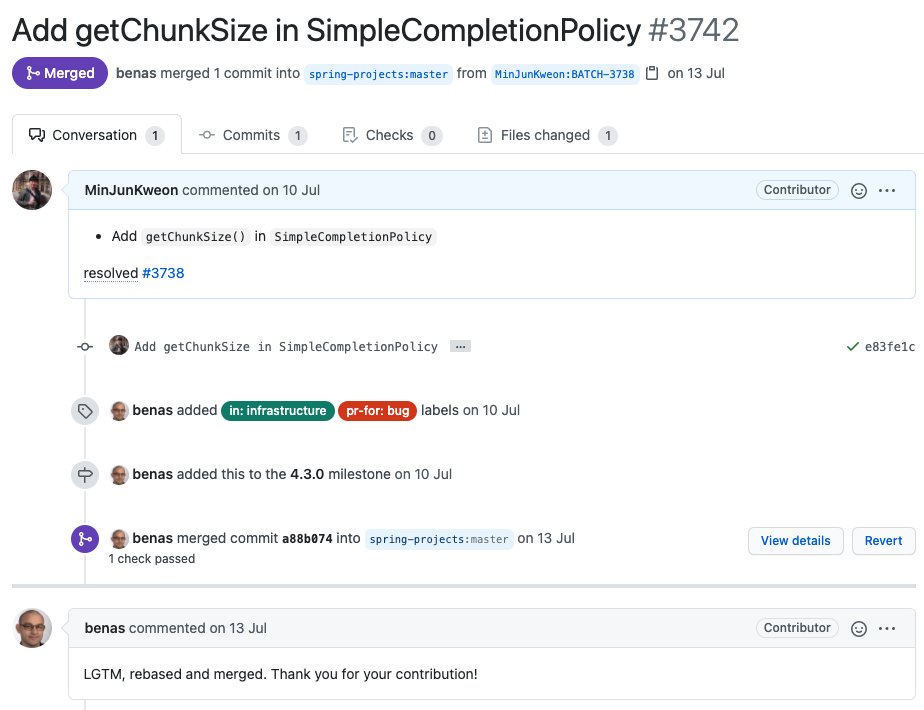 Add getChunkSize in SimpleCompletionPolicy #3742
Merged benas merged 1 commit into spring-projects:master from MinJunKweon:BATCH-3738 on 13 Jul
Conversation 1 Commits 1 Checks 0 Files changed 1
MinJunKweon commented on 10 Jul Contributor
• Add getChunkSize() in SimpleCompletionPolicy
resolved #3738
Add getChunkSize in SimpleCompletionPolicy ... e83fe1c
benas added in: infrastructure pr-for: bug labels on 10 Jul
benas added this to the 4.3.0 milestone on 10 Jul
benas merged commit a88b074 into spring-projects:master on 13 Jul View details Revert
1 check passed
benas commented on 13 Jul Contributor
LGTM, rebased and merged. Thank you for your contribution!